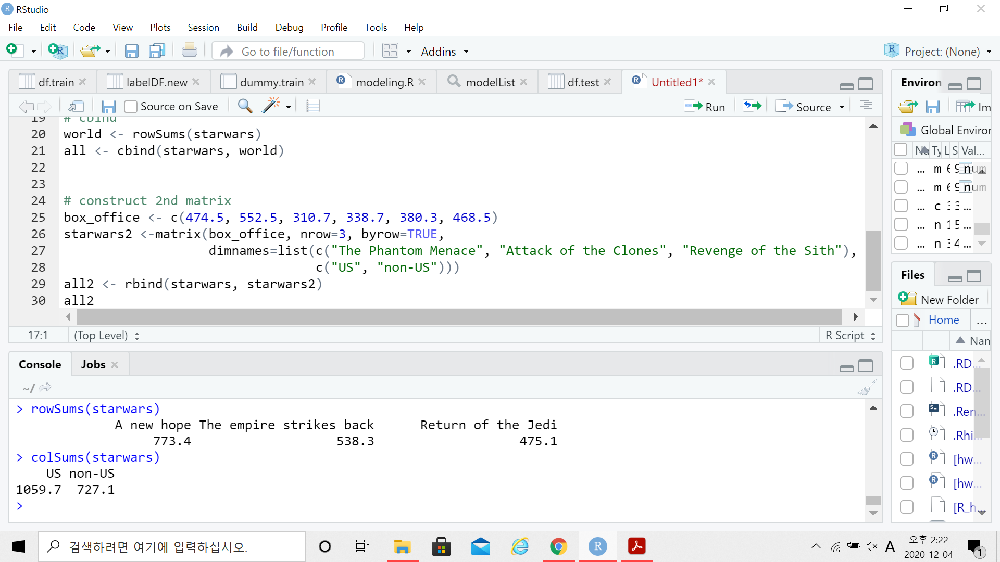 RStudio
File Edit Code View Plots Session Build Debug Profile Tools Help
Go to file/function
Addins
Project: (None)
df.train
labelDF.new
dummy.train
modeling.R
modelList
df.test
Untitled1*
Source on Save
Run
Source
19 # cbind
20 world <- rowSums(starwars)
21 all <- cbind(starwars, world)
22
23
24 # construct 2nd matrix
25 box_office <- c(474.5, 552.5, 310.7, 338.7, 380.3, 468.5)
26 starwars2 <-matrix(box_office, nrow=3, byrow=TRUE,
27 dimnames=list(c("The Phantom Menace", "Attack of the Clones", "Revenge of the Sith"),
28 c("US", "non-US")))
29 all2 <- rbind(starwars, starwars2)
30 all2
17:1 (Top Level) R Script
Console
Jobs
~/
> rowSums(starwars)
A new hope The empire strikes back Return of the Jedi
773.4 538.3 475.1
> colSums(starwars)
US non-US
1059.7 727.1
>
Environ
Im
Global Enviror
Ty L S Val...
... m 6 9 num
... m 6 9 num
... c 3 3 ...
... n 1 5 ...
... n 3 4 ...
Files
New Folder
Home ...
Nan
.RD...
.RD...
.Ren...
.Rhi...
[hw...
[hw...
[R_h...
검색하려면 여기에 입력하십시오.
A
오후 2:22
2020-12-04
1